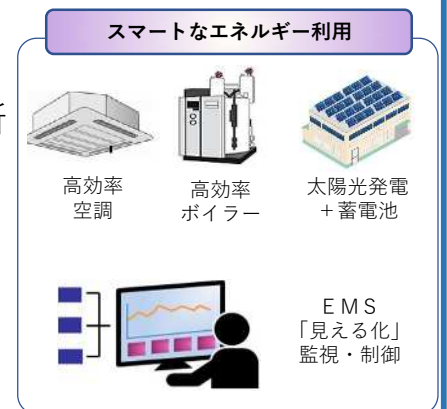 スマートなエネルギー利用
高効率
空調
高効率
ボイラー
太陽光発電
＋蓄電池
ＥＭＳ
「見える化」
監視・制御